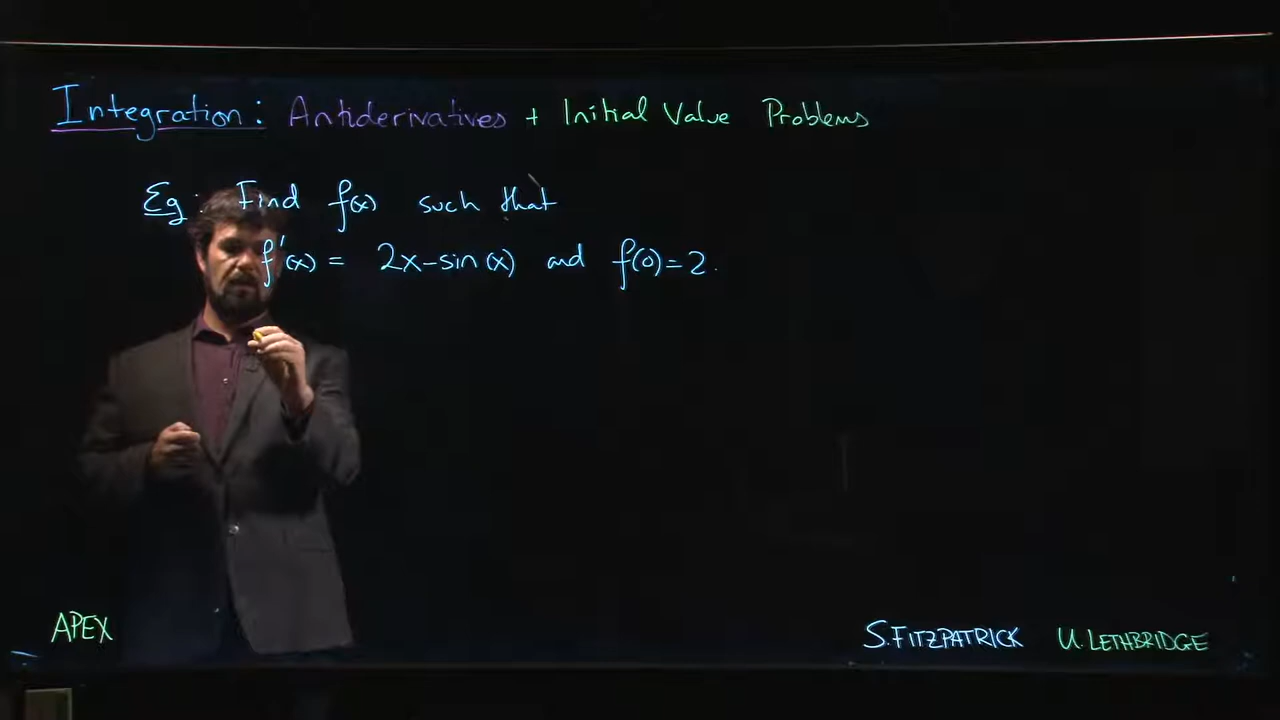 Integration: Antiderivatives + Initial Value Problems
Eg: Find f(x) such that
f'(x) = 2x-sin(x) and f(0)=2.
APEX
S.FITZPATRICK U.LETHBRIDGE